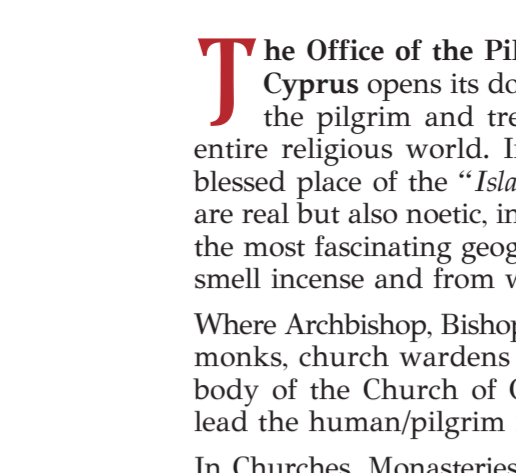 The Office of the Pil
Cyprus opens its do
the pilgrim and tre
entire religious world. I
blessed place of the “Isla
are real but also noetic, in
the most fascinating geog
smell incense and from w
Where Archbishop, Bishop
monks, church wardens
body of the Church of C
lead the human/pilgrim
In Churches, Monasteries